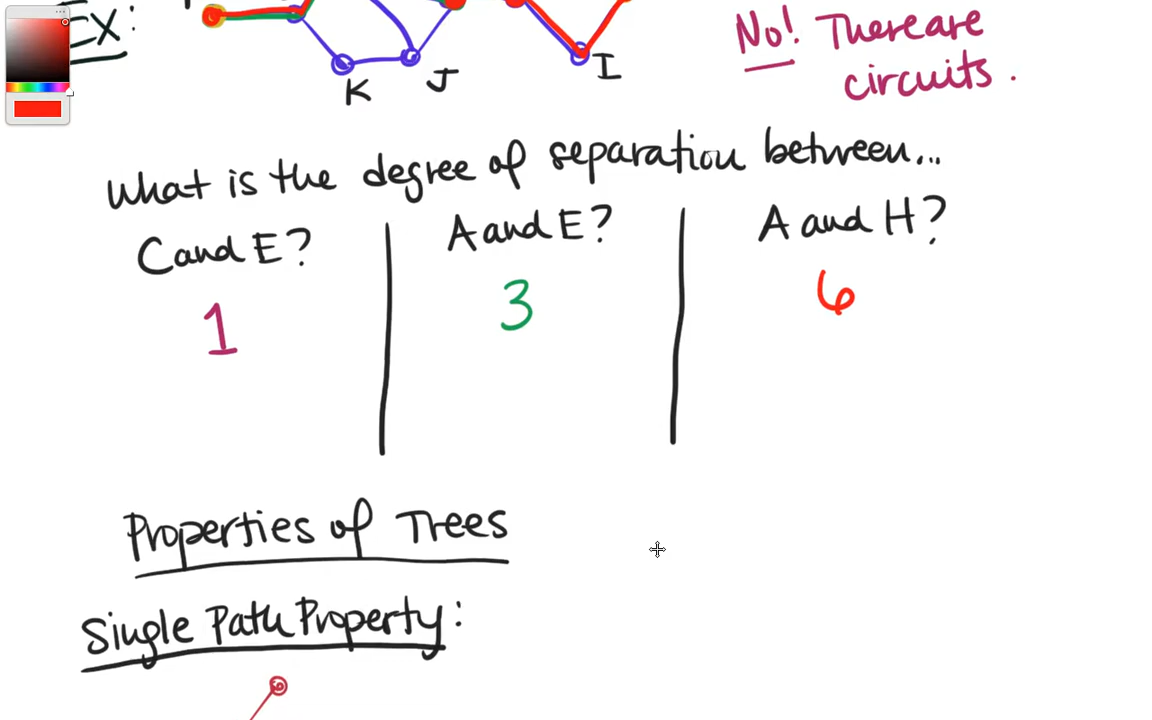 EX:
No! There are
circuits.
K
J
I
What is the degree of separation between...
C and E?
A and E?
A and H?
1
3
6
Properties of Trees
Single Path Property: